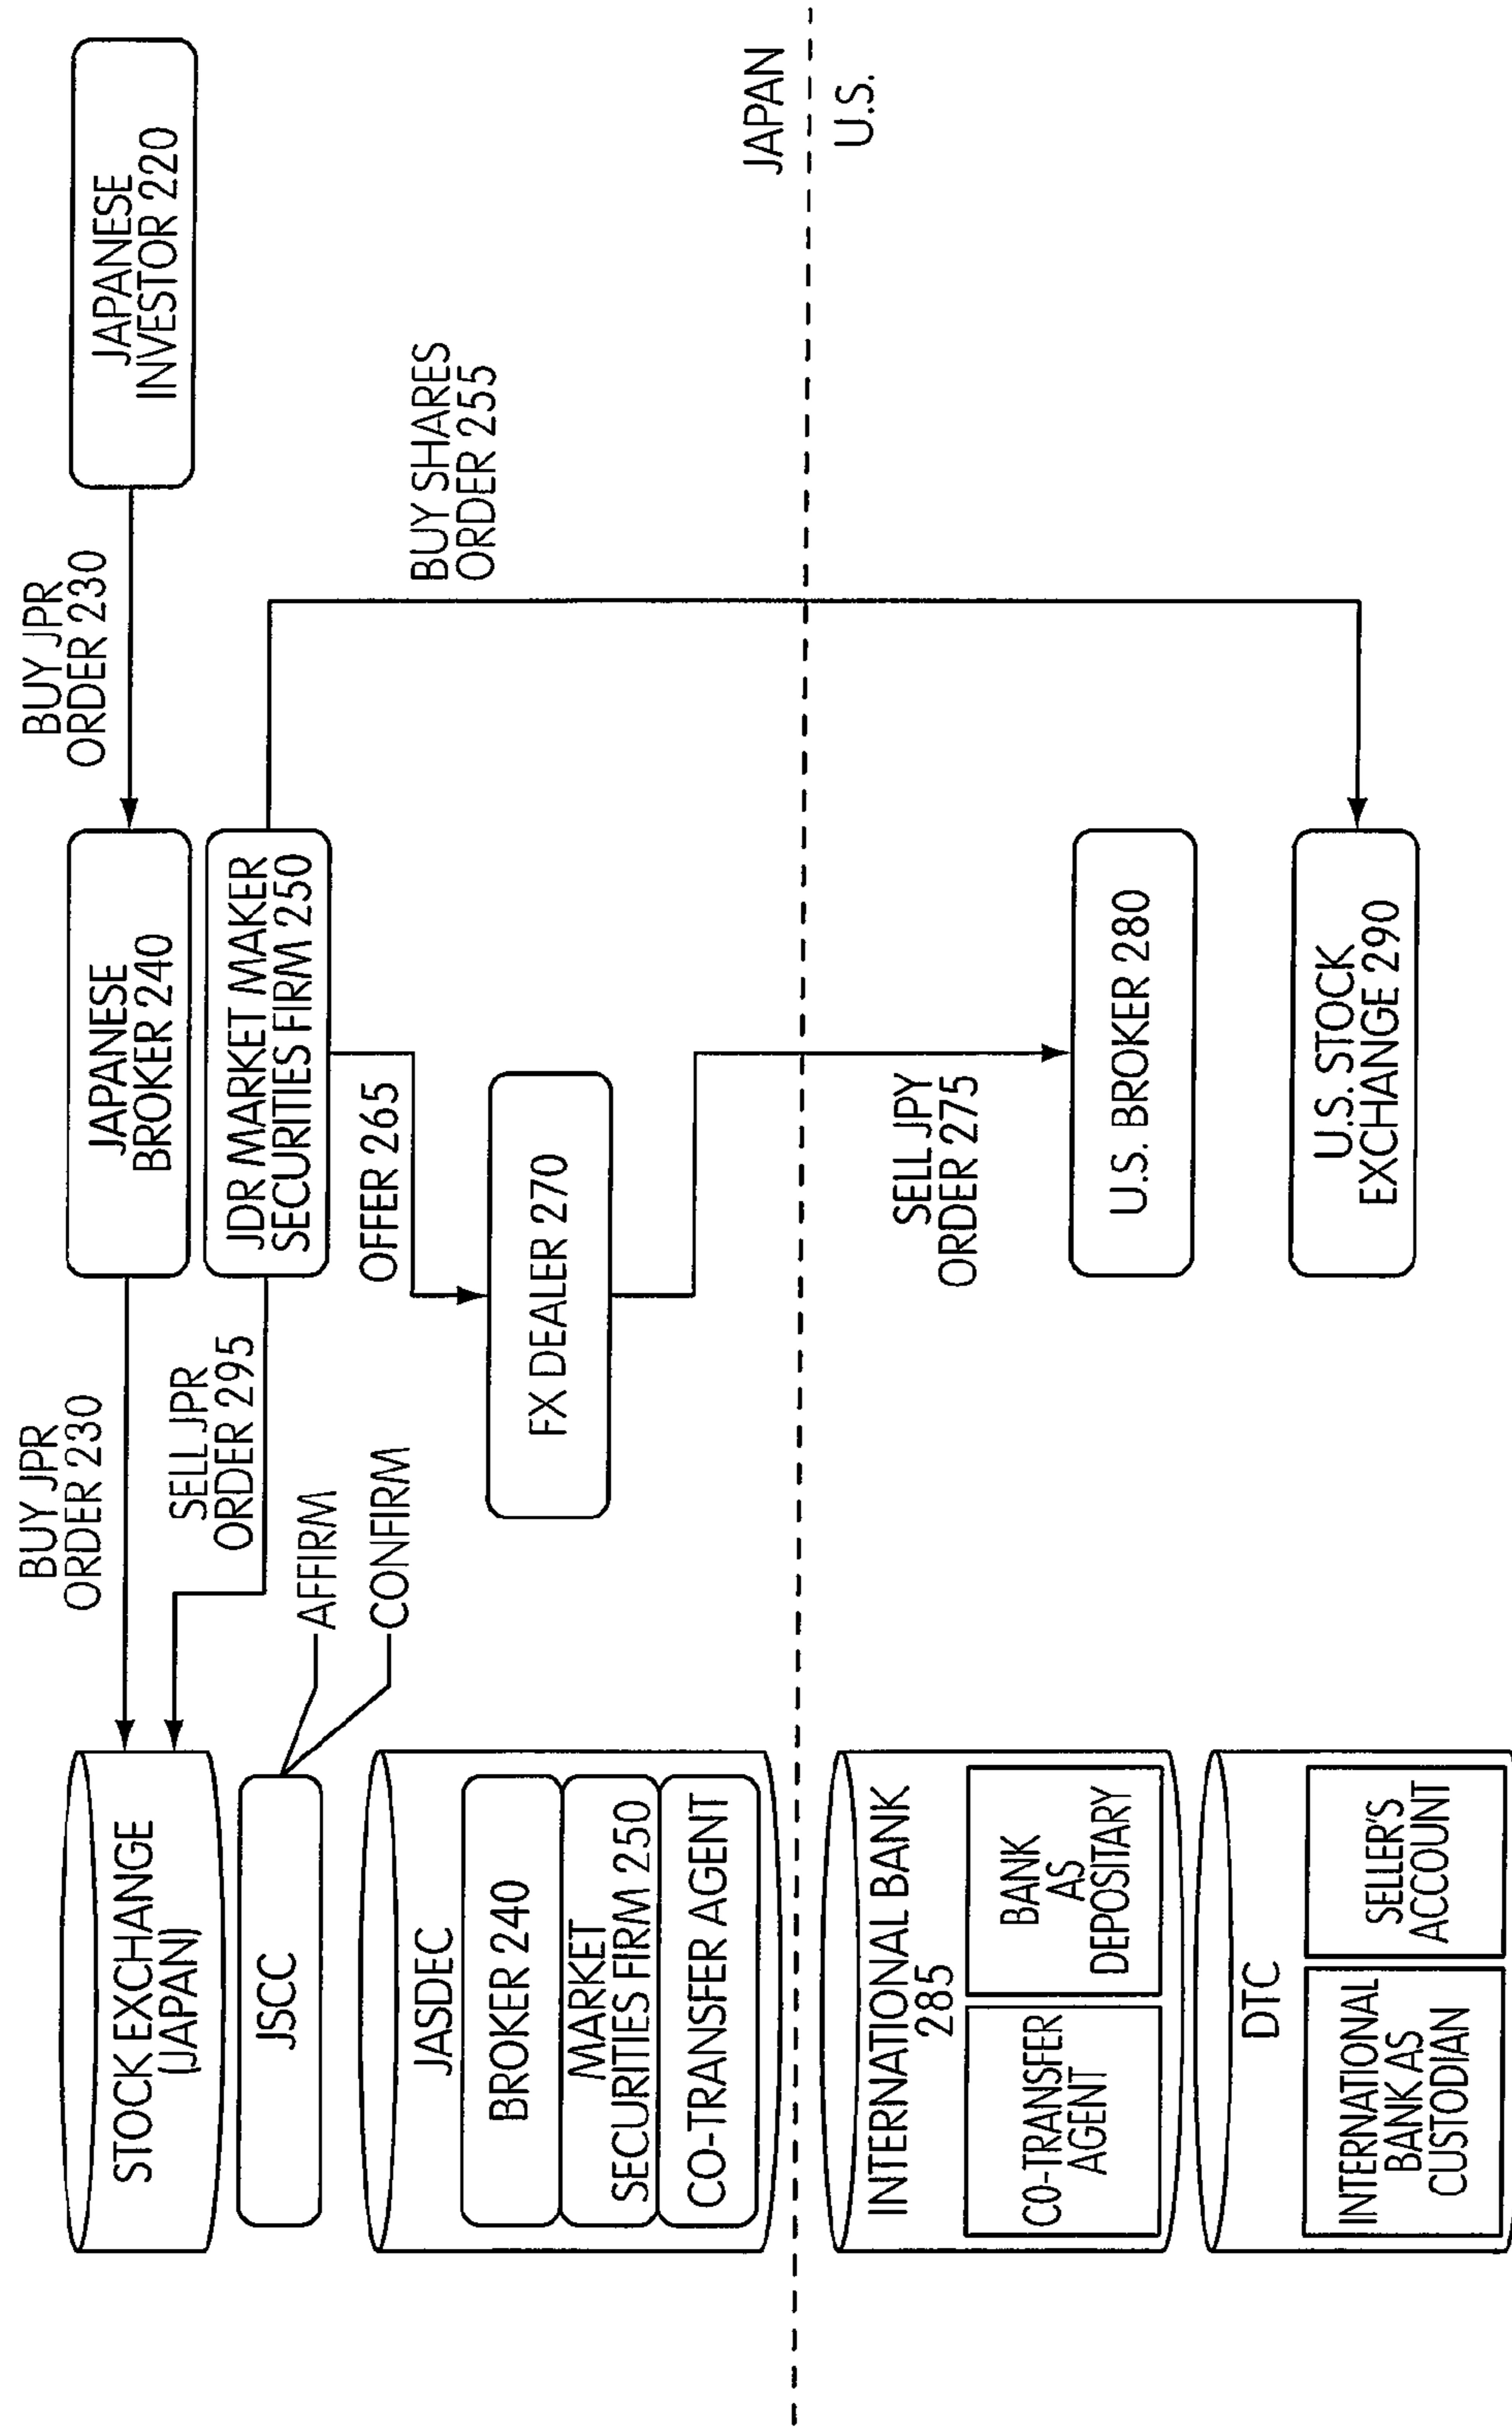 STOCK EXCHANGE
(JAPAN)
BUY JPR
ORDER 230
JAPANESE
BROKER 240
BUY JPR
ORDER 230
JAPANESE
INVESTOR 220
JSCC
SELL JPR
ORDER 295
JDR MARKET MAKER
SECURITIES FIRM 250
AFFIRM
CONFIRM
BUY SHARES
ORDER 255
OFFER 265
JASDEC
BROKER 240
MARKET
SECURITIES FIRM 250
CO-TRANSFER AGENT
FX DEALER 270
JAPAN
U.S.
INTERNATIONAL BANK
285
CO-TRANSFER
AGENT
BANK
AS
DEPOSITARY
SELL JPY
ORDER 275
U.S. BROKER 280
DTC
INTERNATIONAL
BANK AS
CUSTODIAN
SELLER'S
ACCOUNT
U.S. STOCK
EXCHANGE 290